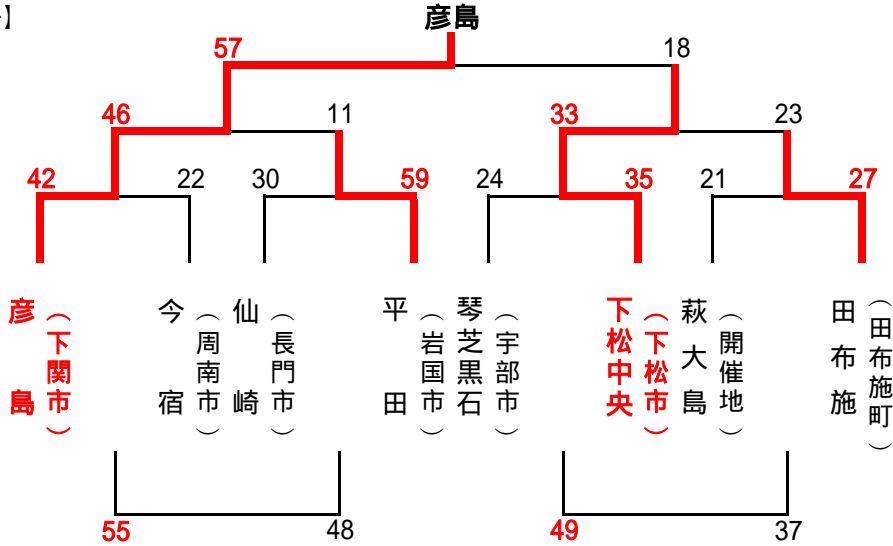 】
彦島
57 18
46 11 33 23
42 22 30 59 24 35 21 27
彦島
（下関市）
今宿
（周南市）
仙崎
（長門市）
平田
（岩国市）
琴芝黒石
（宇部市）
下松中央
（下松市）
萩大島
（開催地）
田布施
（田布施町）
55 48 49 37